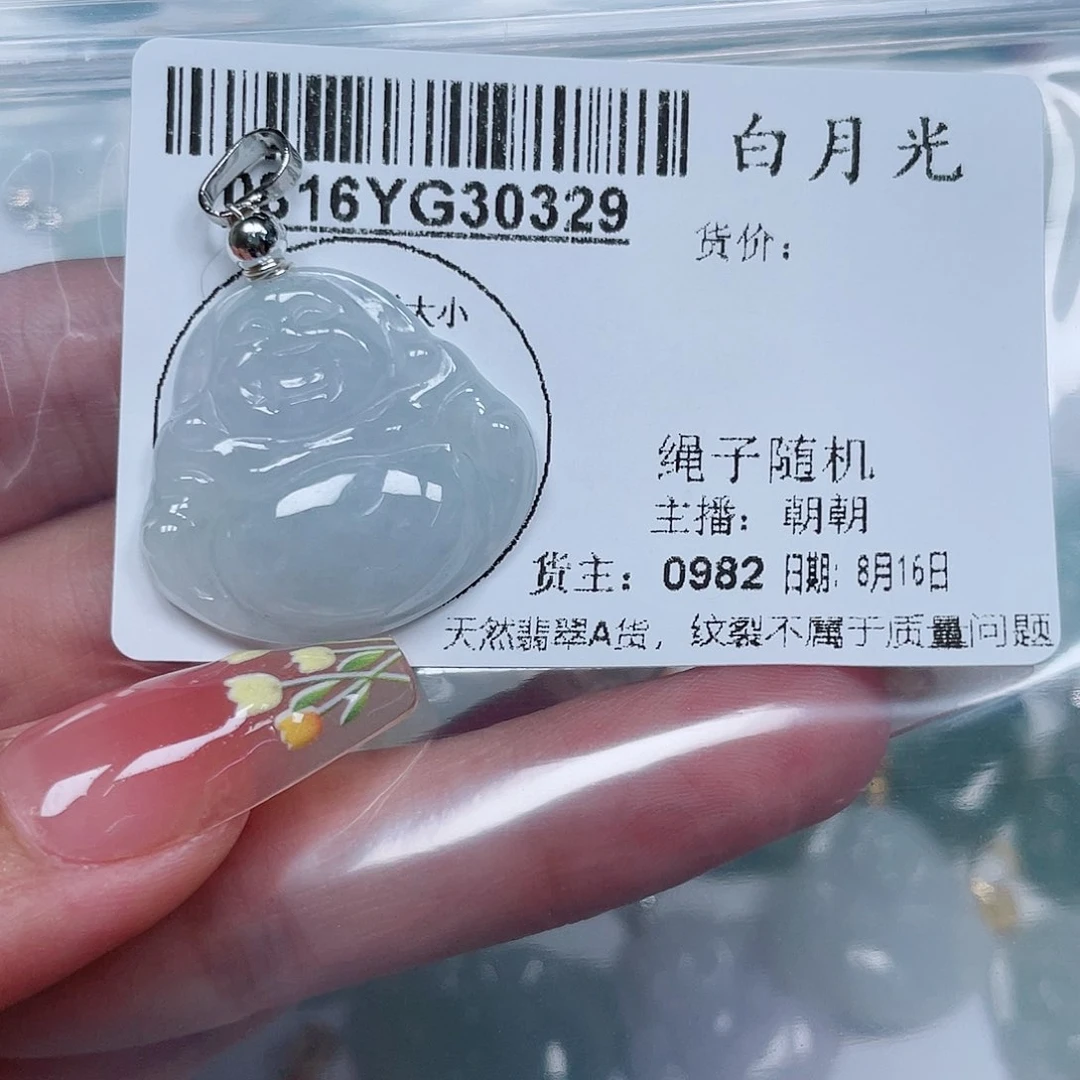 白月光
16YG30329
货价:
大小
绳子随机
主播: 朝朝
货主: 0982 日期: 8月16日
天然翡翠A货, 纹裂不属于质量问题